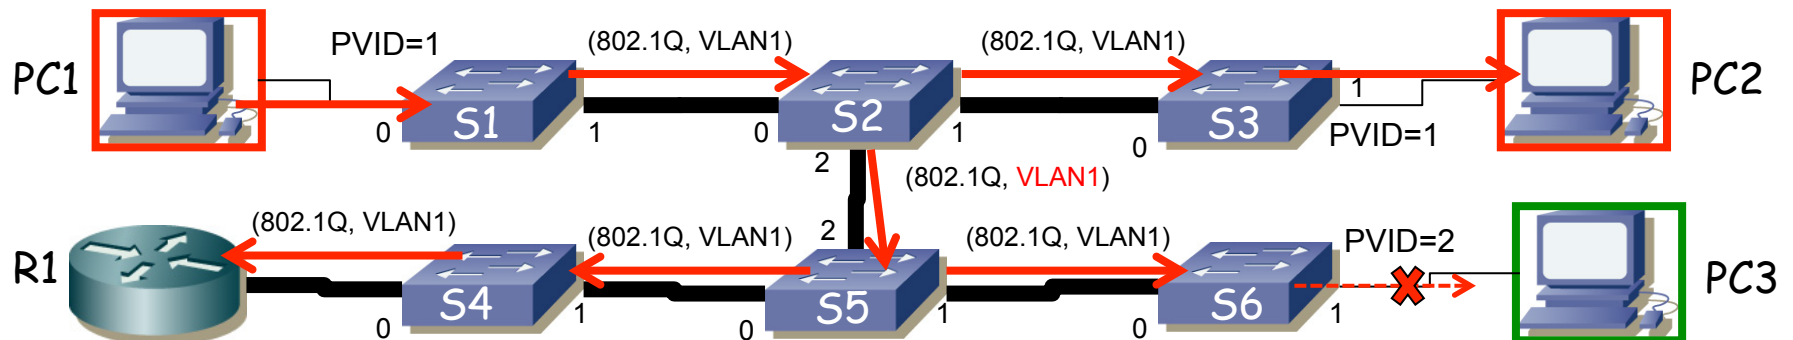 PC1
PVID=1
(802.1Q, VLAN1)
(802.1Q, VLAN1)
PC2
0
S1
1
0
S2
1
0
S3
1
PVID=1
2
(802.1Q, VLAN1)
R1
(802.1Q, VLAN1)
(802.1Q, VLAN1)
2
(802.1Q, VLAN1)
PVID=2
PC3
0
S4
1
0
S5
1
0
S6
1